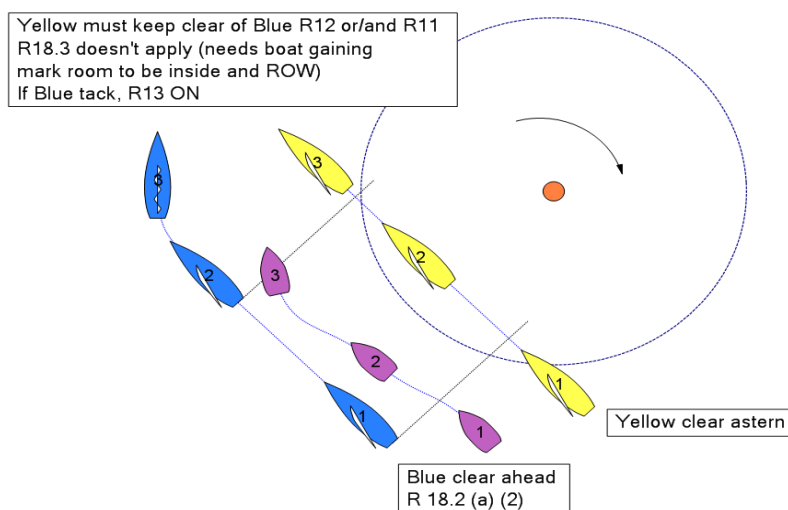 Yellow must keep clear of Blue R12 or/and R11
R18.3 doesn't apply (needs boat gaining
mark room to be inside and ROW)
If Blue tack, R13 ON
3
3
2
3
2
2
1
1
1
Yellow clear astern
Blue clear ahead
R 18.2 (a) (2)